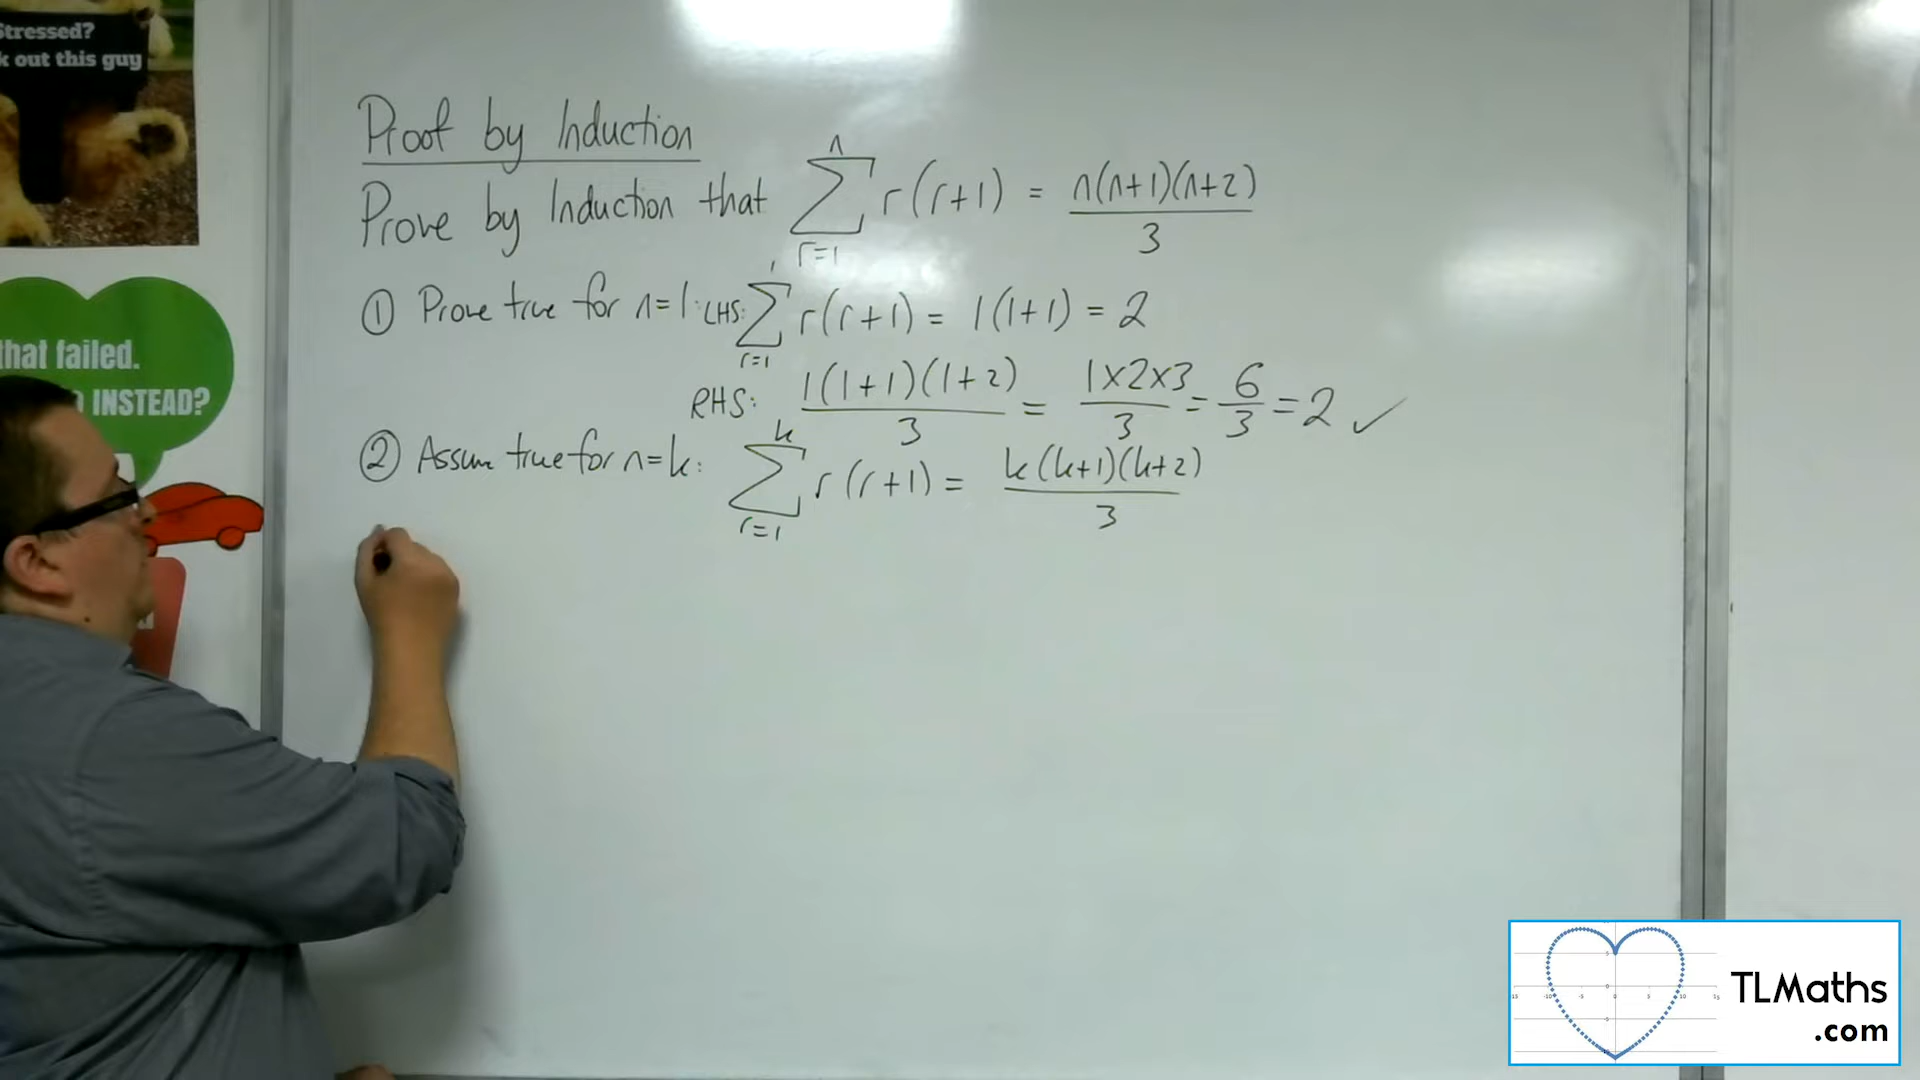 Stressed?
k out this guy
that failed.
INSTEAD?
Proof by Induction
Prove by Induction that n ∑ r=1 r(r+1) = n(n+1)(n+2) / 3
① Prove true for n=1: LHS: 1 ∑ r=1 r(r+1) = 1(1+1) = 2
RHS: 1(1+1)(1+2) / 3 = 1×2×3 / 3 = 6 / 3 = 2 ✓
② Assume true for n=k: k ∑ r=1 r(r+1) = k(k+1)(k+2) / 3
TLMaths
.com